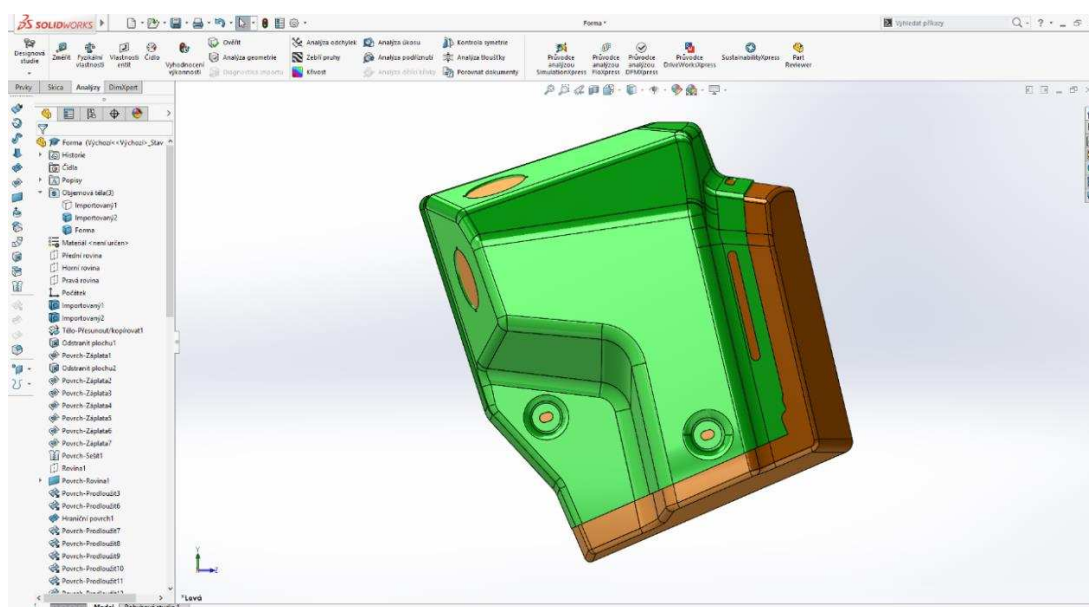 SOLIDWORKS
Forma *
Vyhledat příkazy
Designová studie
Změřit
Fyzikální vlastnosti
Vlastnosti entit
Čidla
Vyhodnocení výkonnosti
Ověřit
Analýza geometrie
Diagnostika importu
Analýza odchylek
Zebří pruhy
Křivost
Analýza úkosu
Analýza podříznutí
Analýza dělicí křivky
Kontrola symetrie
Analýza tloušťky
Porovnat dokumenty
Průvodce analýzou SimulationXpress
Průvodce analýzou FloXpress
Průvodce analýzou DFMXpress
Průvodce DriveWorksXpress
SustainabilityXpress
Part Reviewer
Prvky Skica Analýzy DimXpert
Forma (Výchozí<<Výchozí>_Stav
Historie
Čidla
Popisy
Objemová těla(3)
Importovaný1
Importovaný2
Forma
Materiál <není určen>
Přední rovina
Horní rovina
Pravá rovina
Počátek
Importovaný1
Importovaný2
Tělo-Přesunout/kopírovat1
Odstranit plochu1
Povrch-Záplata1
Odstranit plochu2
Povrch-Záplata2
Povrch-Záplata3
Povrch-Záplata4
Povrch-Záplata5
Povrch-Záplata6
Povrch-Záplata7
Povrch-Sešít1
Rovina1
Povrch-Rovina1
Povrch-Prodloužit3
Povrch-Prodloužit6
Hraniční povrch1
Povrch-Prodloužit7
Povrch-Prodloužit8
Povrch-Prodloužit9
Povrch-Prodloužit10
Povrch-Prodloužit11
Y
Z
*Levá
Model